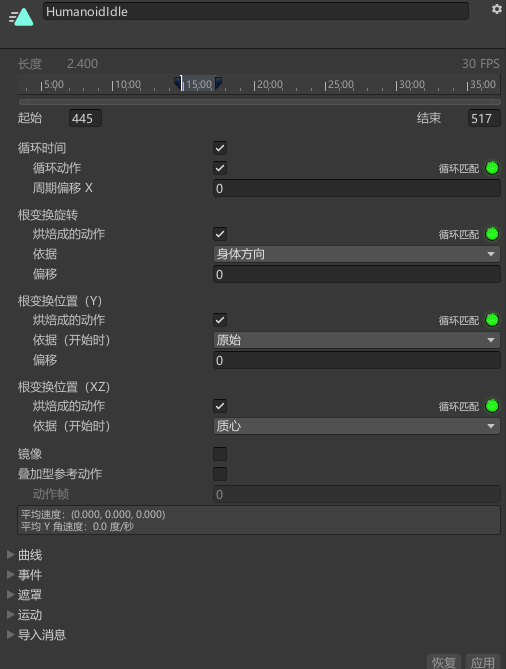 HumanoidIdle
长度 2.400 30 FPS
5:00 10:00 15:00 20:00 25:00 30:00 35:00
起始 445 结束 517
循环时间
循环动作 循环匹配
周期偏移 X 0
根变换旋转
烘焙成的动作 循环匹配
依据 身体方向
偏移 0
根变换位置（Y）
烘焙成的动作 循环匹配
依据（开始时） 原始
偏移 0
根变换位置（XZ）
烘焙成的动作 循环匹配
依据（开始时） 质心
镜像
叠加型参考动作
动作帧 0
平均速度：(0.000, 0.000, 0.000)
平均 Y 角速度：0.0 度/秒
曲线
事件
遮罩
运动
导入消息
恢复 应用